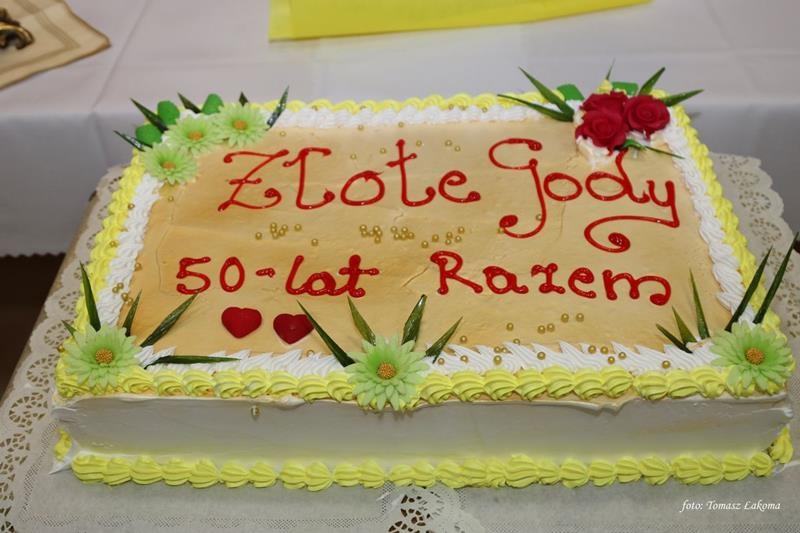 Złote Gody
50-lat Razem
foto: Tomasz Łakoma